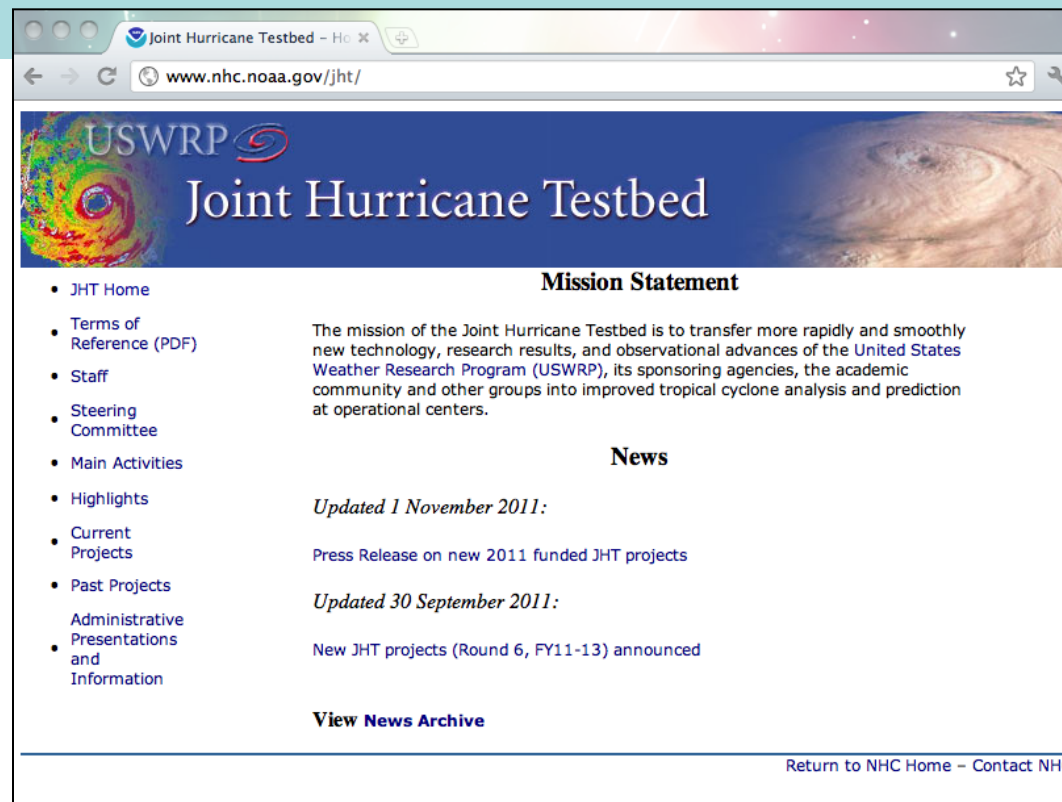 Joint Hurricane Testbed – Ho
www.nhc.noaa.gov/jht/
USWRP
Joint Hurricane Testbed
• JHT Home
• Terms of
Reference (PDF)
• Staff
• Steering
Committee
• Main Activities
• Highlights
• Current
Projects
• Past Projects
• Administrative
Presentations
and
Information
Mission Statement
The mission of the Joint Hurricane Testbed is to transfer more rapidly and smoothly
new technology, research results, and observational advances of the United States
Weather Research Program (USWRP), its sponsoring agencies, the academic
community and other groups into improved tropical cyclone analysis and prediction
at operational centers.
News
Updated 1 November 2011:
Press Release on new 2011 funded JHT projects
Updated 30 September 2011:
New JHT projects (Round 6, FY11-13) announced
View News Archive
Return to NHC Home – Contact NH